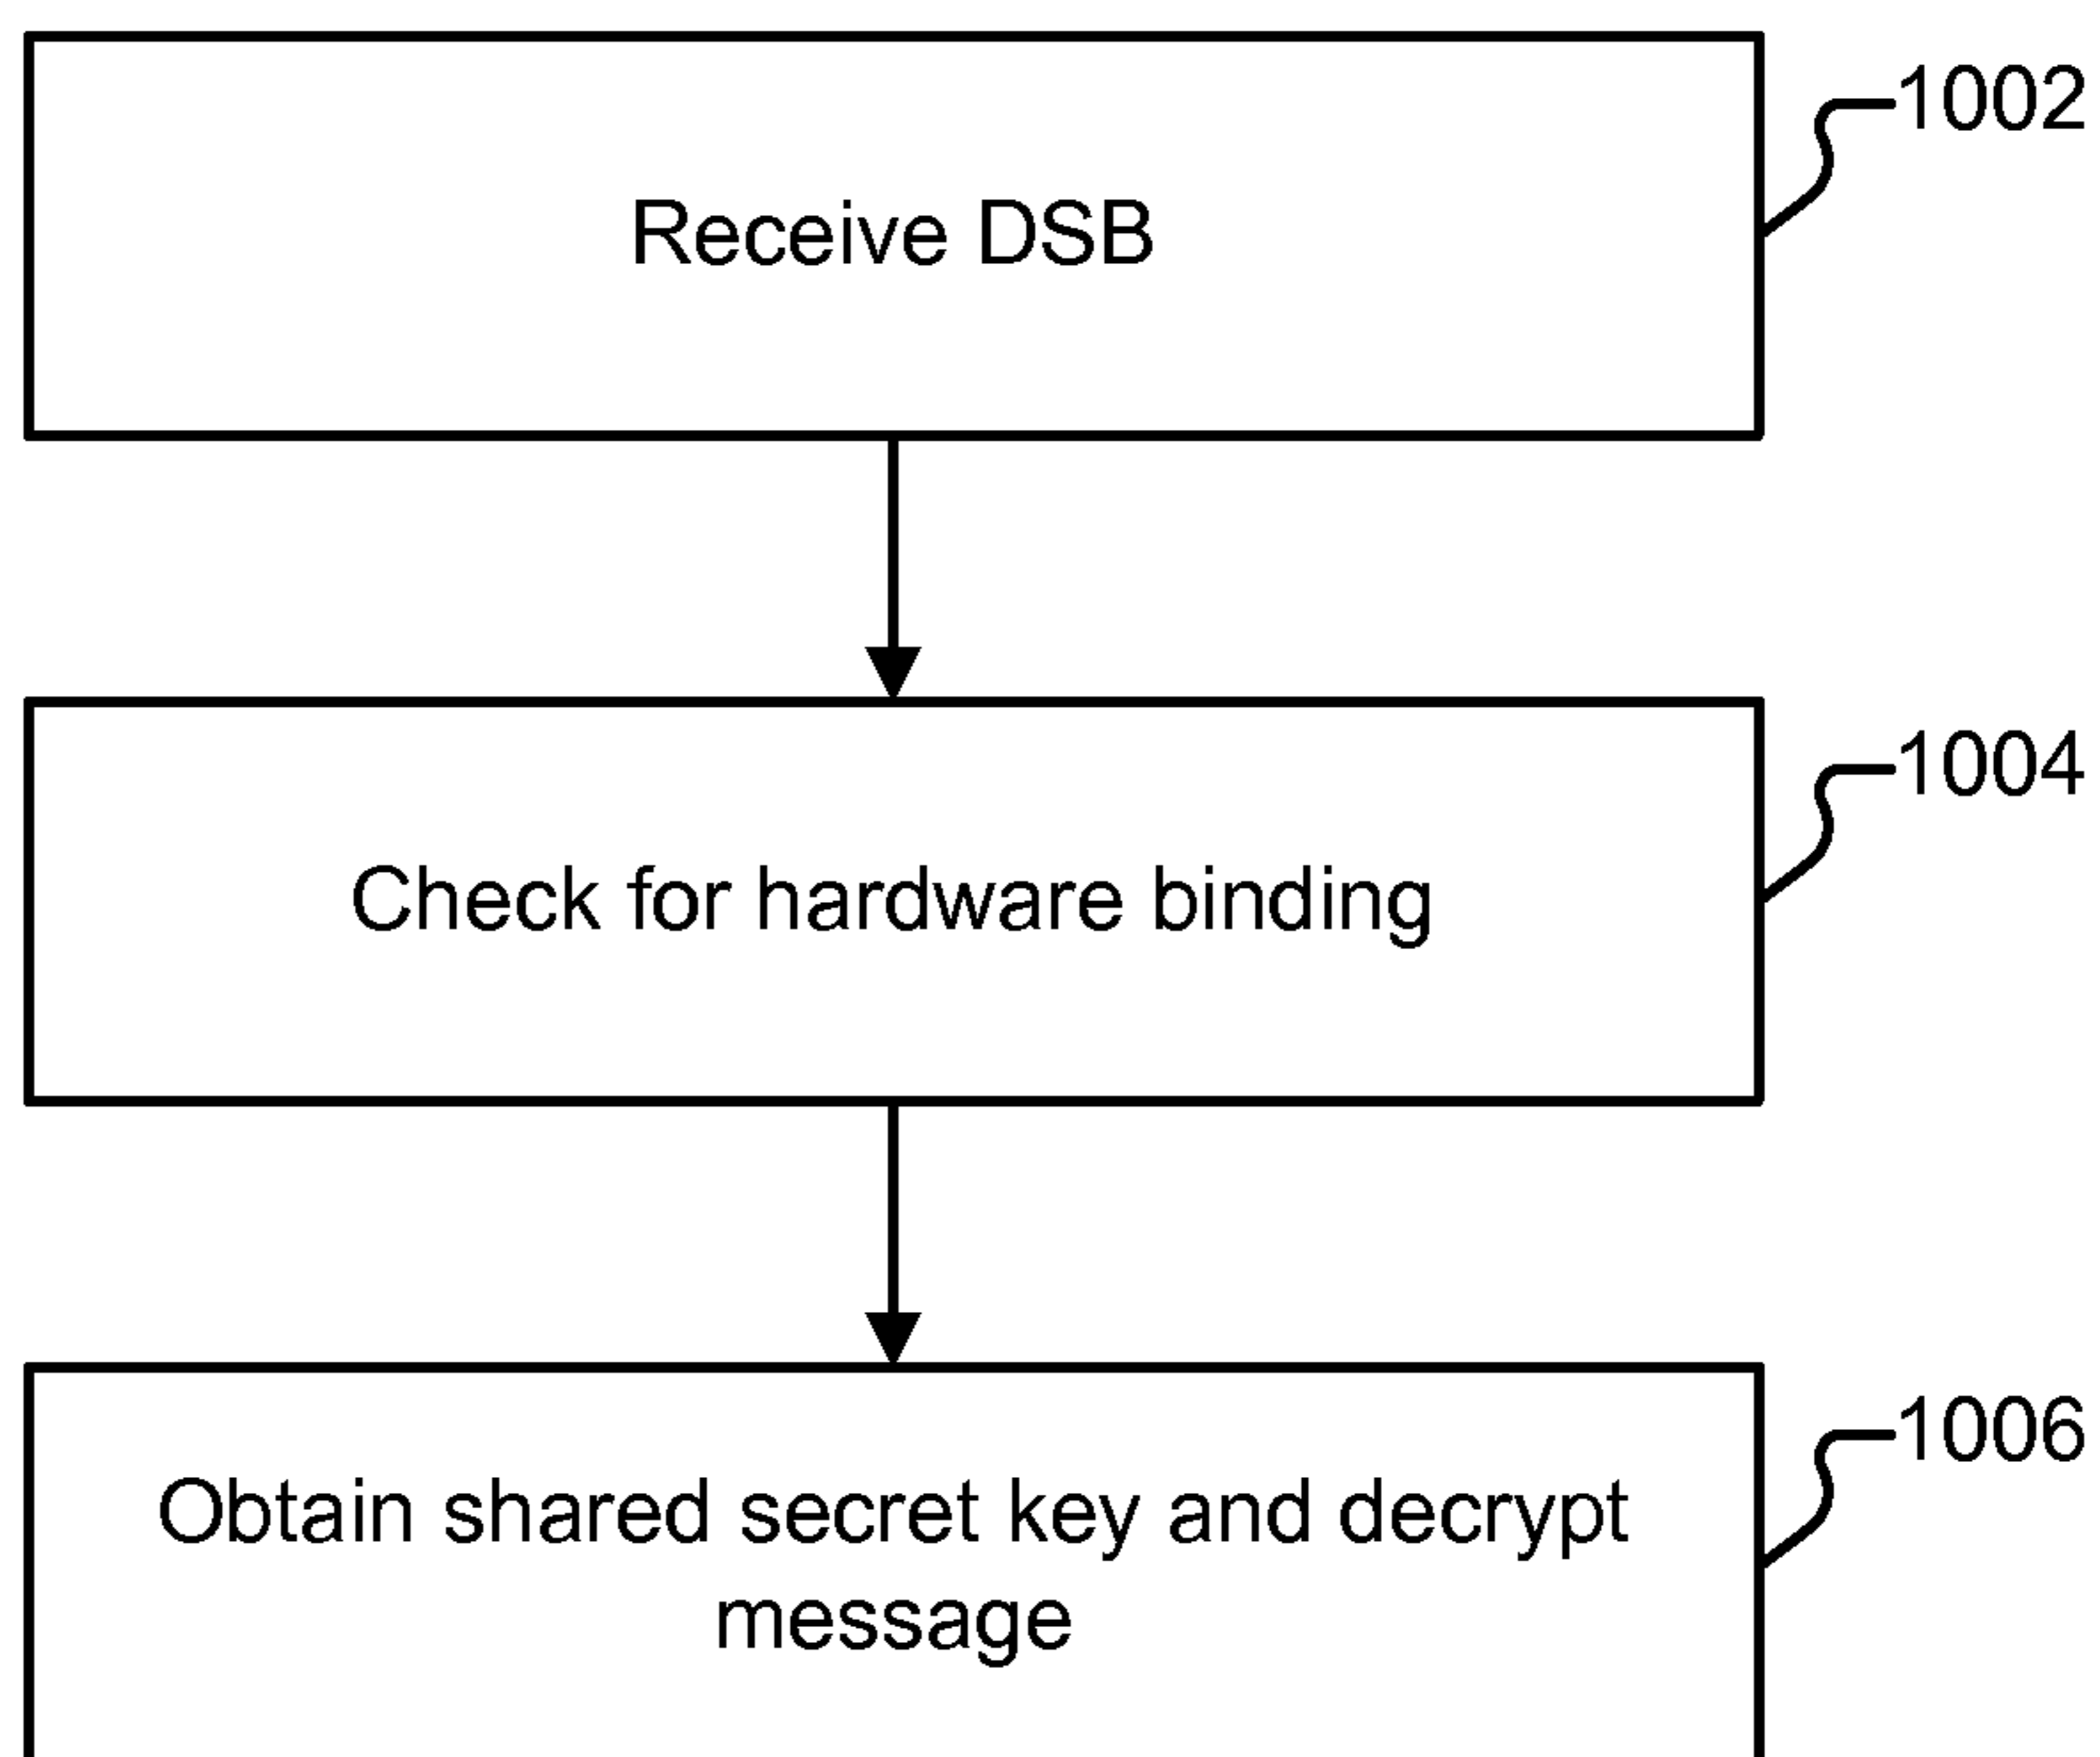 Receive DSB
1002
Check for hardware binding
1004
Obtain shared secret key and decrypt
message
1006